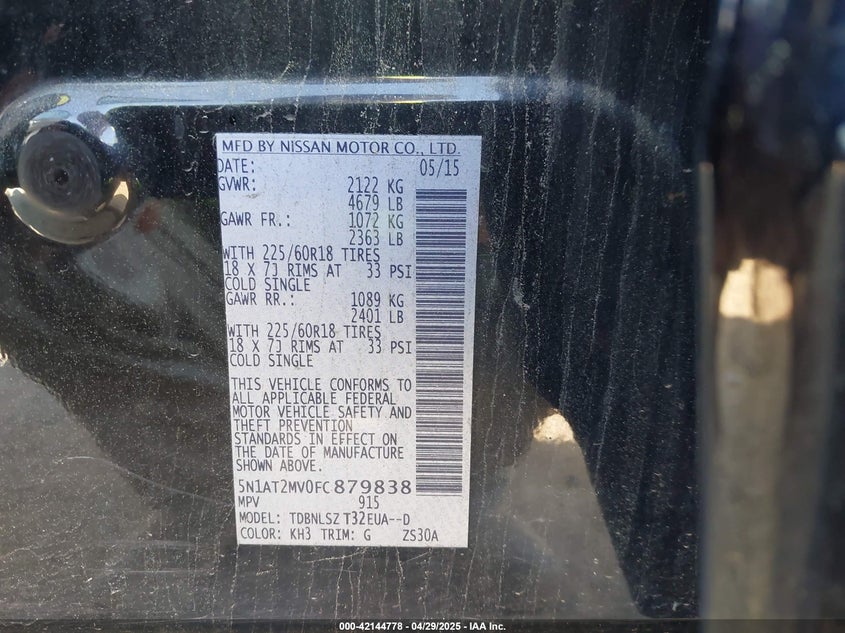 MFD BY NISSAN MOTOR CO., LTD.
DATE: 05/15
GVWR: 2122 KG
4679 LB
GAWR FR.: 1072 KG
2363 LB
WITH 225/60R18 TIRES
18 X 7J RIMS AT 33 PSI
COLD SINGLE
GAWR RR.: 1089 KG
2401 LB
WITH 225/60R18 TIRES
18 X 7J RIMS AT 33 PSI
COLD SINGLE
THIS VEHICLE CONFORMS TO
ALL APPLICABLE FEDERAL
MOTOR VEHICLE SAFETY AND
THEFT PREVENTION
STANDARDS IN EFFECT ON
THE DATE OF MANUFACTURE
SHOWN ABOVE.
5N1AT2MV0FC879838
MPV 915
MODEL: TDBNLSZ T32EUA--D
COLOR: KH3 TRIM: G ZS30A
000-42144778 - 04/29/2025 - IAA Inc.